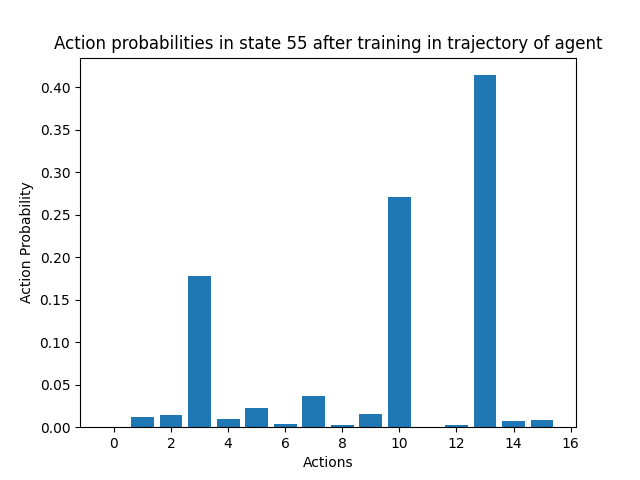 Action probabilities in state 55 after training in trajectory of agent
Action Probability
0.40
0.35
0.30
0.25
0.20
0.15
0.10
0.05
0.00
0 2 4 6 8 10 12 14 16
Actions